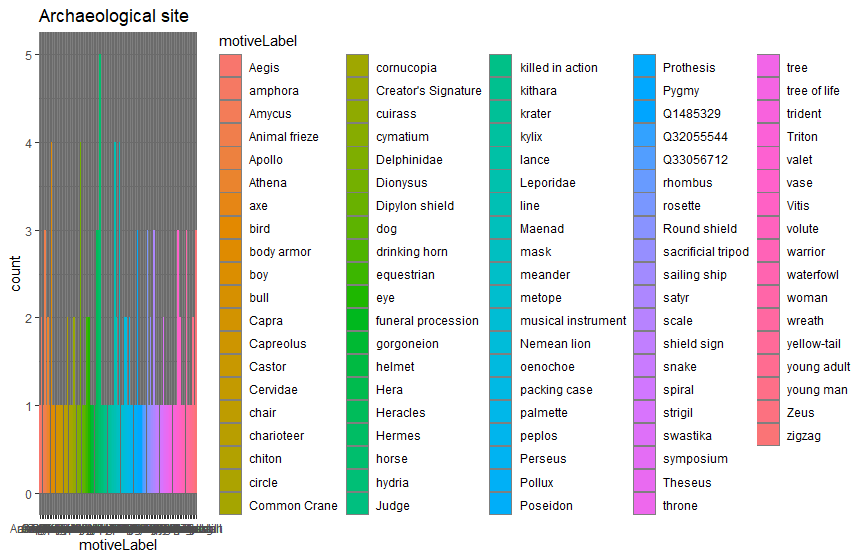 Archaeological site
5
4
3
2
1
0
count
motiveLabel
motiveLabel
Aegis
amphora
Amycus
Animal frieze
Apollo
Athena
axe
bird
body armor
boy
bull
Capra
Capreolus
Castor
Cervidae
chair
charioteer
chiton
circle
Common Crane
cornucopia
Creator's Signature
cuirass
cymatium
Delphinidae
Dionysus
Dipylon shield
dog
drinking horn
equestrian
eye
funeral procession
gorgoneion
helmet
Hera
Heracles
Hermes
horse
hydria
Judge
killed in action
kithara
krater
kylix
lance
Leporidae
line
Maenad
mask
meander
metope
musical instrument
Nemean lion
oenochoe
packing case
palmette
peplos
Perseus
Pollux
Poseidon
Prothesis
Pygmy
Q1485329
Q32055544
Q33056712
rhombus
rosette
Round shield
sacrificial tripod
sailing ship
satyr
scale
shield sign
snake
spiral
strigil
swastika
symposium
Theseus
throne
tree
tree of life
trident
Triton
valet
vase
Vitis
volute
warrior
waterfowl
woman
wreath
yellow-tail
young adult
young man
Zeus
zigzag